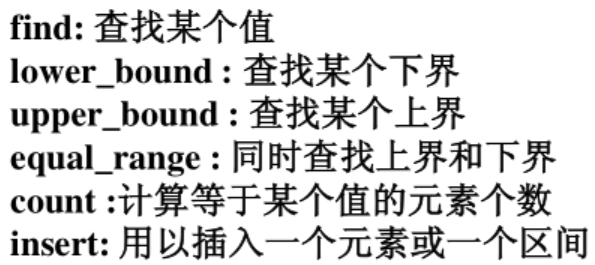 find: 查找某个值
lower_bound : 查找某个下界
upper_bound : 查找某个上界
equal_range : 同时查找上界和下界
count :计算等于某个值的元素个数
insert: 用以插入一个元素或一个区间